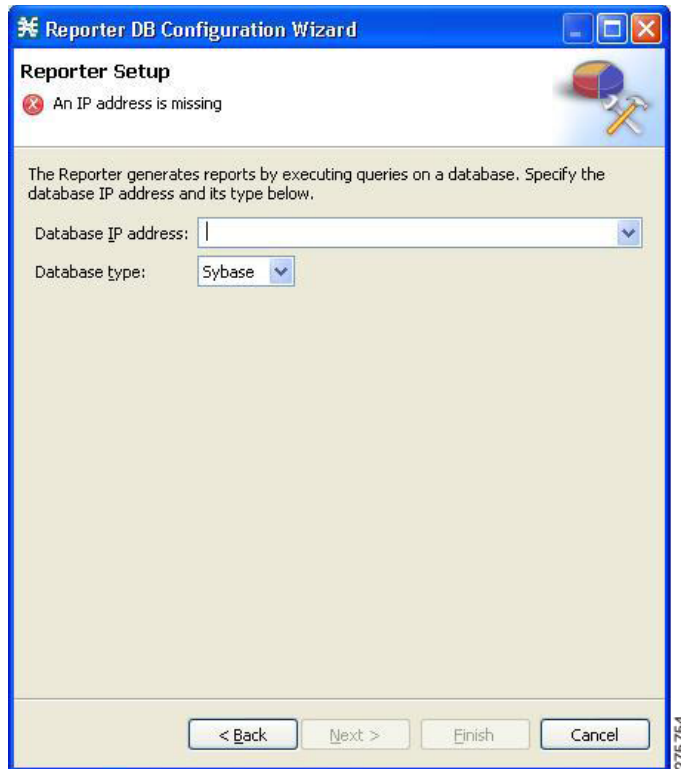 Reporter DB Configuration Wizard
Reporter Setup
An IP address is missing
The Reporter generates reports by executing queries on a database. Specify the
database IP address and its type below.
Database IP address:
Database type: Sybase
< Back Next > Finish Cancel
275754